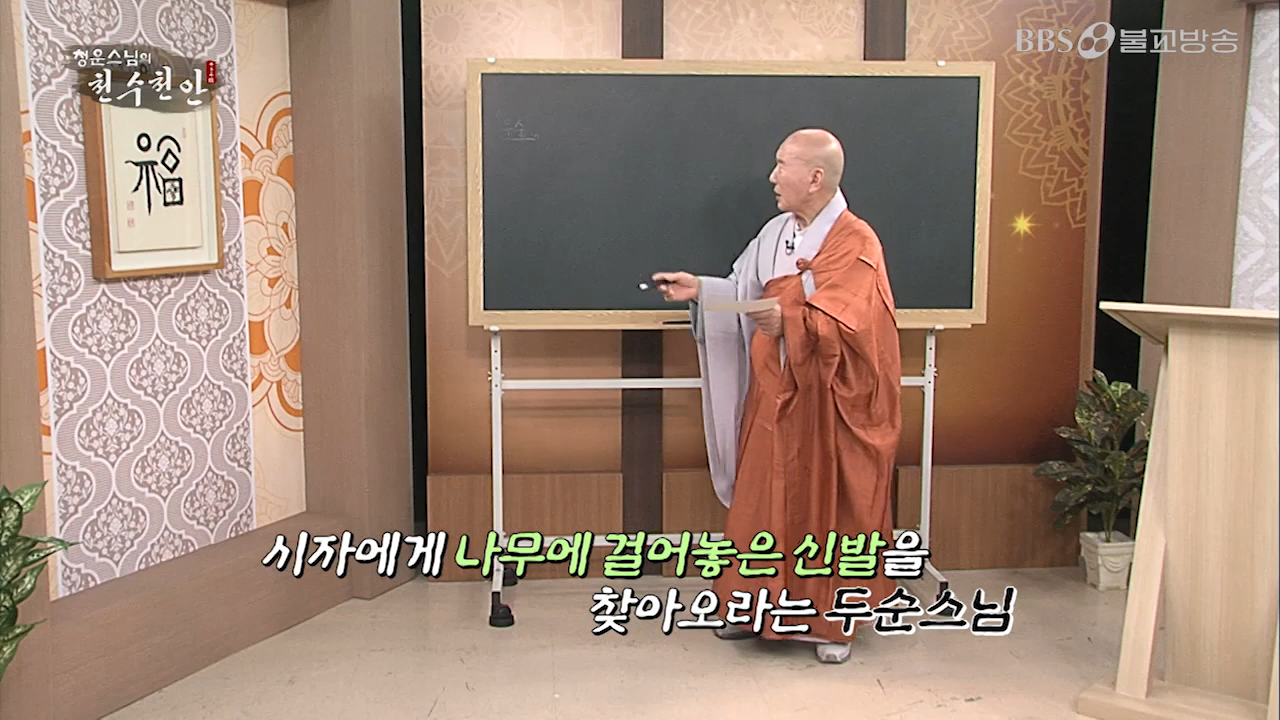 청운스님의
천수천안
BBS 불교방송
福
시자에게 나무에 걸어놓은 신발을
찾아오라는 두순스님